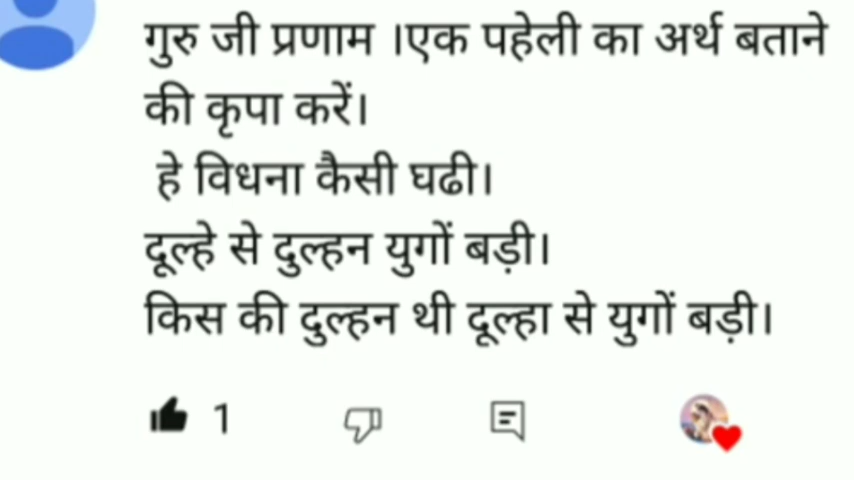 गुरु जी प्रणाम ।एक पहेली का अर्थ बताने
की कृपा करें।
हे विधना कैसी घढी।
दूल्हे से दुल्हन युगों बड़ी।
किस की दुल्हन थी दूल्हा से युगों बड़ी।
1